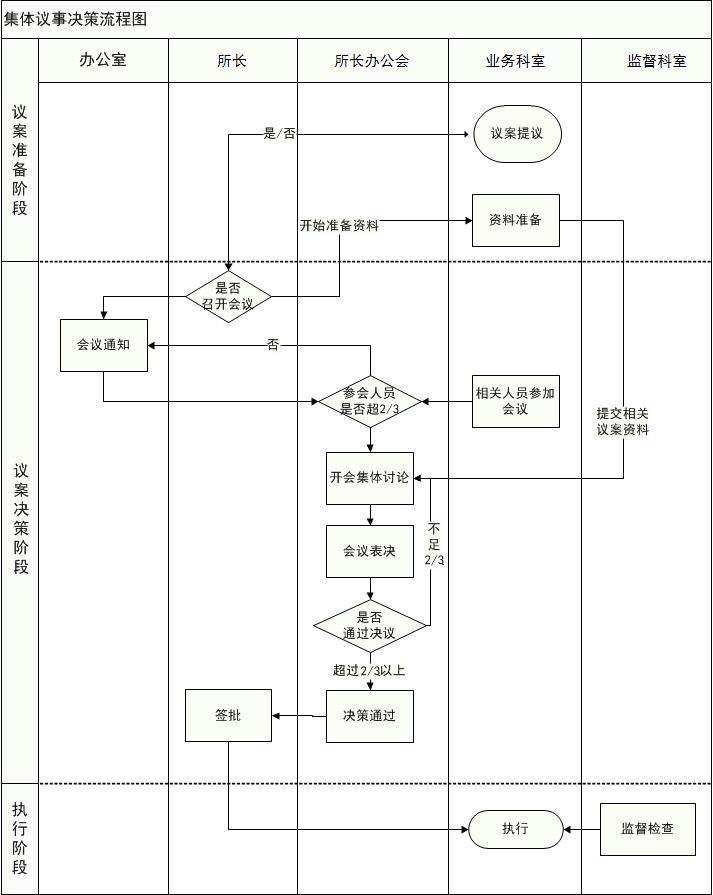 集体议事决策流程图
办公室
所长
所长办公会
业务科室
监督科室
议案准备阶段
是/否
议案提议
开始准备资料
资料准备
议案决策阶段
是否
召开会议
会议通知
否
参会人员
是否超2/3
相关人员参加
会议
提交相关
议案资料
开会集体讨论
不足
2/3
会议表决
是否
通过决议
超过2/3以上
签批
决策通过
执行阶段
执行
监督检查